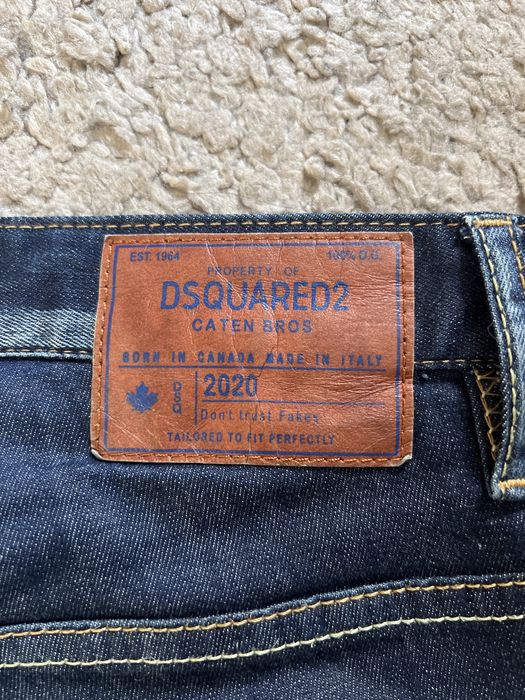 EST. 1964 100% D.G.
PROPERTY OF
DSQUARED2
CATEN BROS
BORN IN CANADA MADE IN ITALY
DSQ
2020
Don't trust Fakes
TAILORED TO FIT PERFECTLY